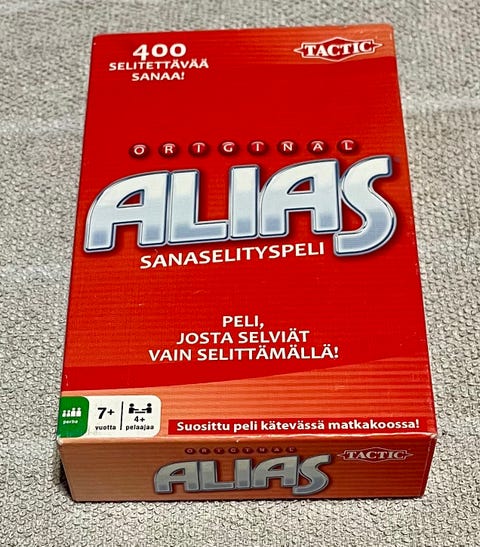 400
SELITETTÄVÄÄ
SANAA!
TACTIC
ORIGINAL
ALIAS
SANASELITYSPELI
PELI,
JOSTA SELVIÄT
VAIN SELITTÄMÄLLÄ!
perhe
7+
vuotta
4+
pelaajaa
Suosittu peli kätevässä matkakoossa!
ORIGINAL
ALIAS
TACTIC